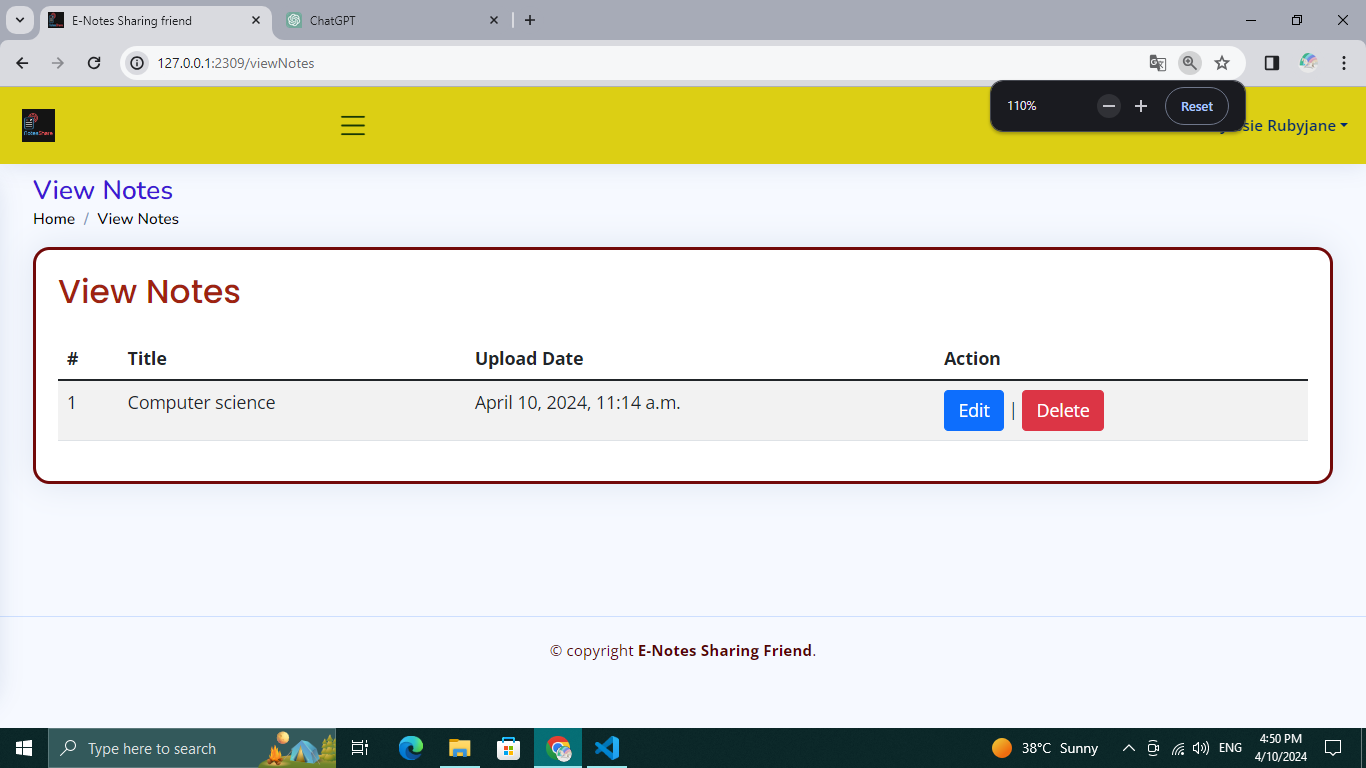 E-Notes Sharing friend
ChatGPT
127.0.0.1:2309/viewNotes
110%
Reset
NotesShare
sie Rubyjane
View Notes
Home / View Notes
View Notes
# Title Upload Date Action
1 Computer science April 10, 2024, 11:14 a.m. Edit | Delete
© copyright E-Notes Sharing Friend.
Type here to search
38°C Sunny
ENG
4:50 PM
4/10/2024